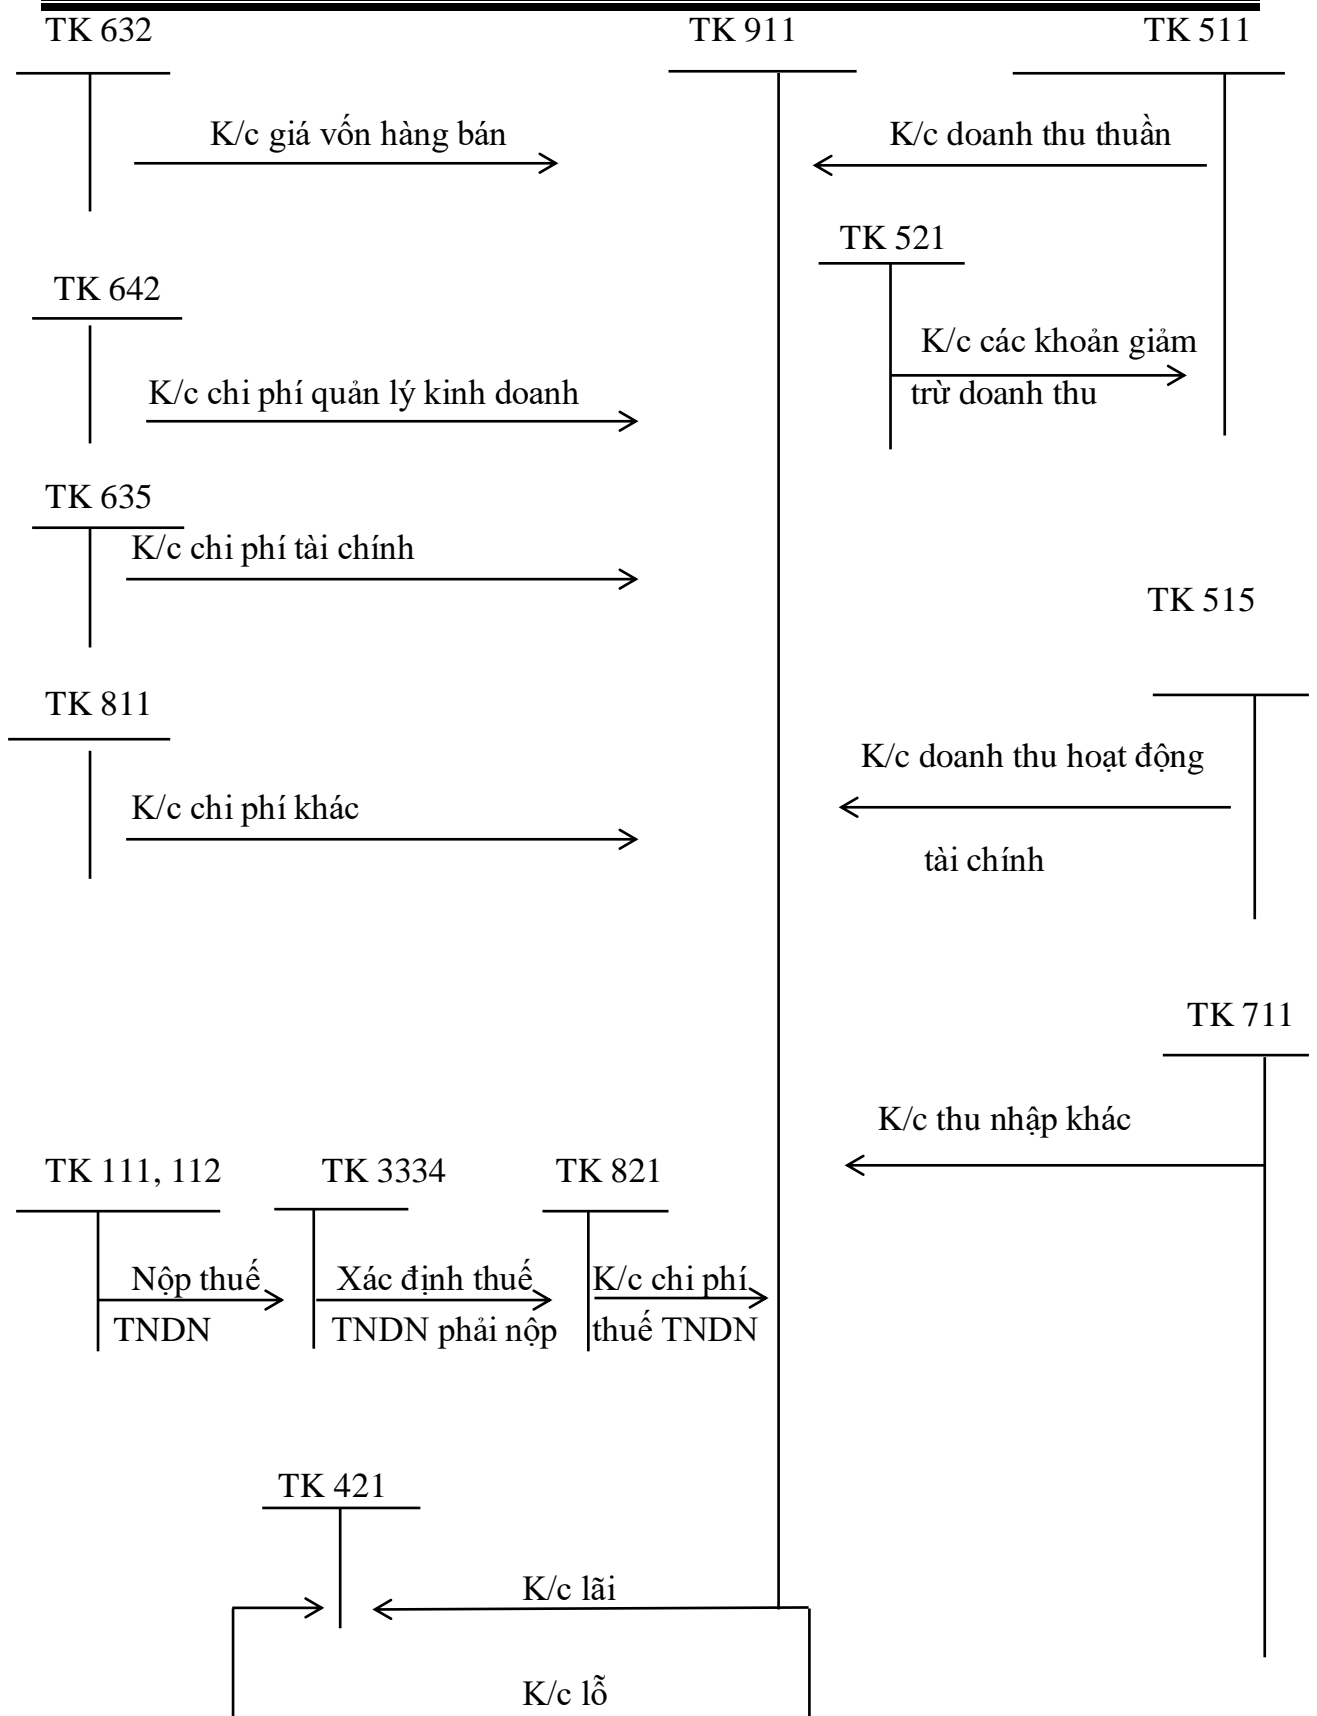 TK 632
TK 911
TK 511
K/c giá vốn hàng bán
K/c doanh thu thuần
TK 521
TK 642
K/c các khoản giảm
trừ doanh thu
K/c chi phí quản lý kinh doanh
TK 635
K/c chi phí tài chính
TK 515
TK 811
K/c doanh thu hoạt động
tài chính
K/c chi phí khác
TK 711
K/c thu nhập khác
TK 111, 112
TK 3334
TK 821
Nộp thuế
TNDN
Xác định thuế
TNDN phải nộp
K/c chi phí
thuế TNDN
TK 421
K/c lãi
K/c lỗ